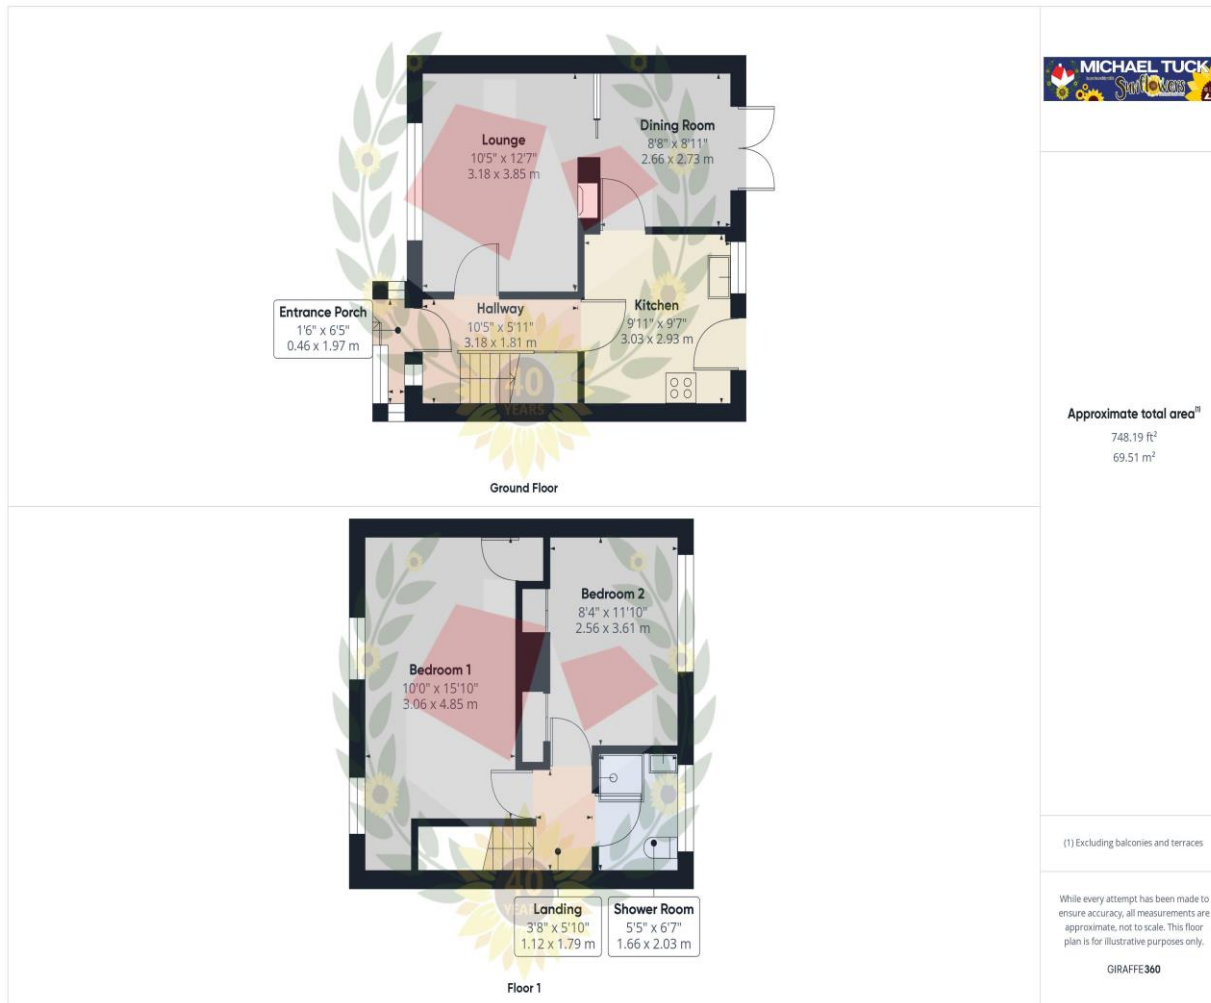 Lounge
10'5" x 12'7"
3.18 x 3.85 m
Dining Room
8'8" x 8'11"
2.66 x 2.73 m
Entrance Porch
1'6" x 6'5"
0.46 x 1.97 m
Hallway
10'5" x 5'11"
3.18 x 1.81 m
Kitchen
9'11" x 9'7"
3.03 x 2.93 m
40
YEARS
Ground Floor
Bedroom 1
10'0" x 15'10"
3.06 x 4.85 m
Bedroom 2
8'4" x 11'10"
2.56 x 3.61 m
40
Landing
3'8" x 5'10"
1.12 x 1.79 m
Shower Room
5'5" x 6'7"
1.66 x 2.03 m
Floor 1
MICHAEL TUCK
Sunflowers
Approximate total area(1)
748.19 ft²
69.51 m²
(1) Excluding balconies and terraces
While every attempt has been made to
ensure accuracy, all measurements are
approximate, not to scale. This floor
plan is for illustrative purposes only.
GIRAFFE360